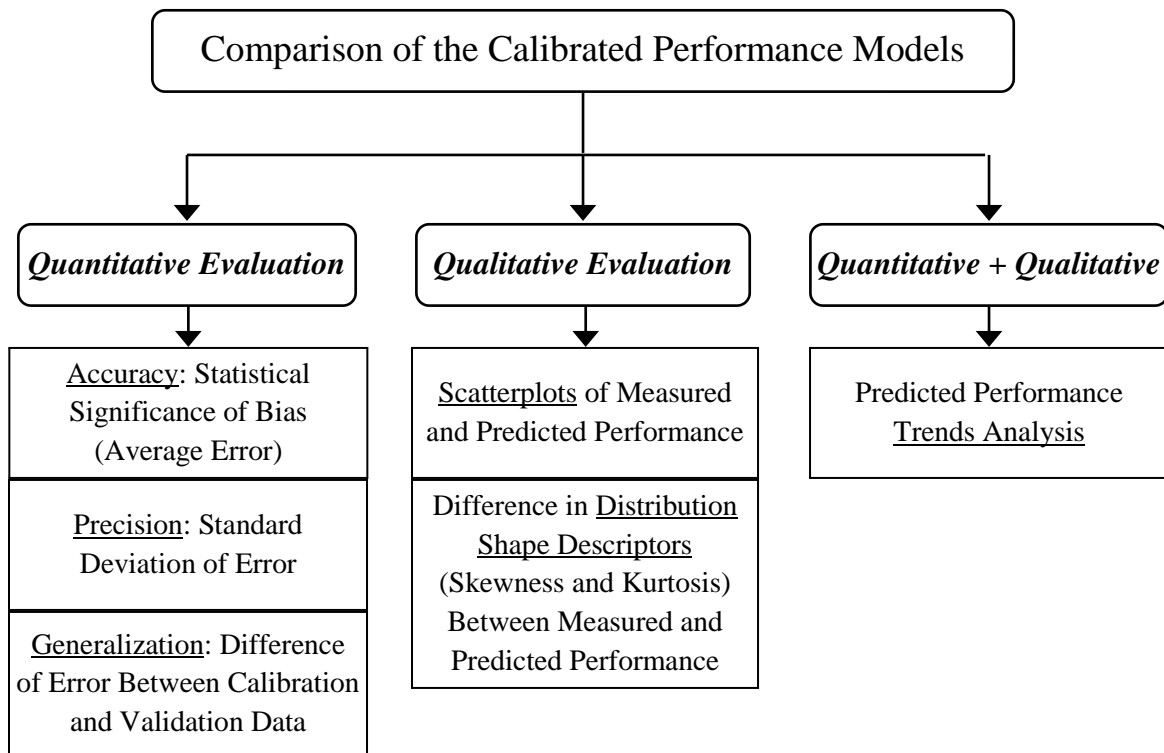 Comparison of the Calibrated Performance Models
Quantitative Evaluation
Accuracy: Statistical
Significance of Bias
(Average Error)
Precision: Standard
Deviation of Error
Generalization: Difference
of Error Between Calibration
and Validation Data
Qualitative Evaluation
Scatterplots of Measured
and Predicted Performance
Difference in Distribution
Shape Descriptors
(Skewness and Kurtosis)
Between Measured and
Predicted Performance
Quantitative + Qualitative
Predicted Performance
Trends Analysis